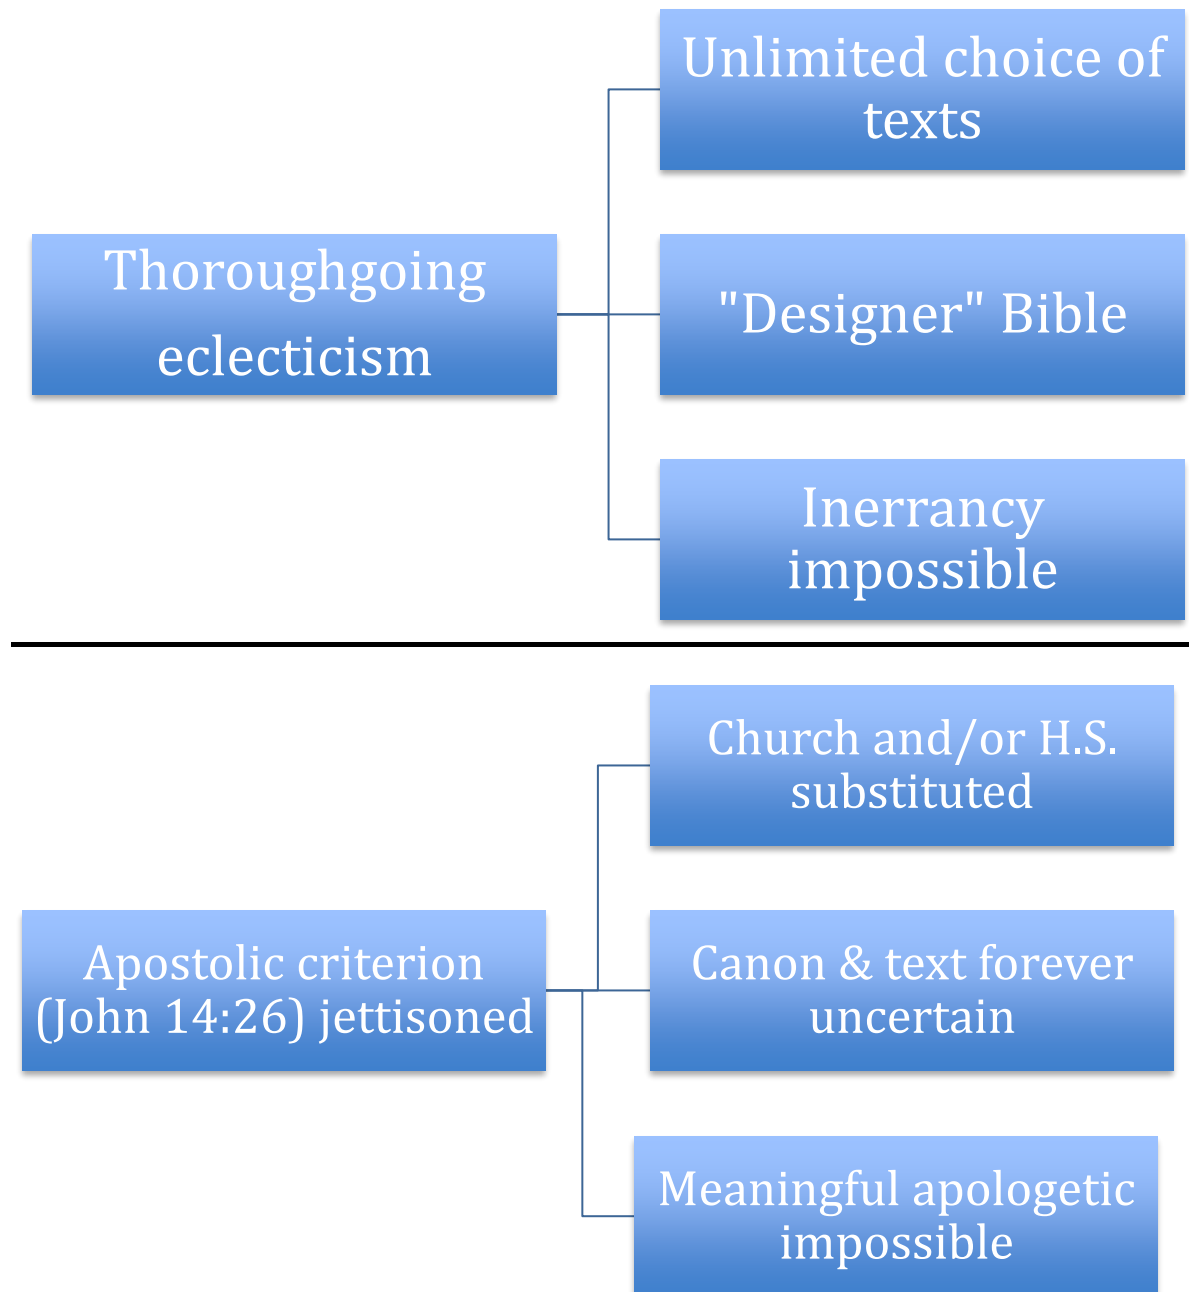 Unlimited choice of
texts
Thoroughgoing
eclecticism
"Designer" Bible
Inerrancy
impossible
Church and/or H.S.
substituted
Apostolic criterion
(John 14:26) jettisoned
Canon & text forever
uncertain
Meaningful apologetic
impossible